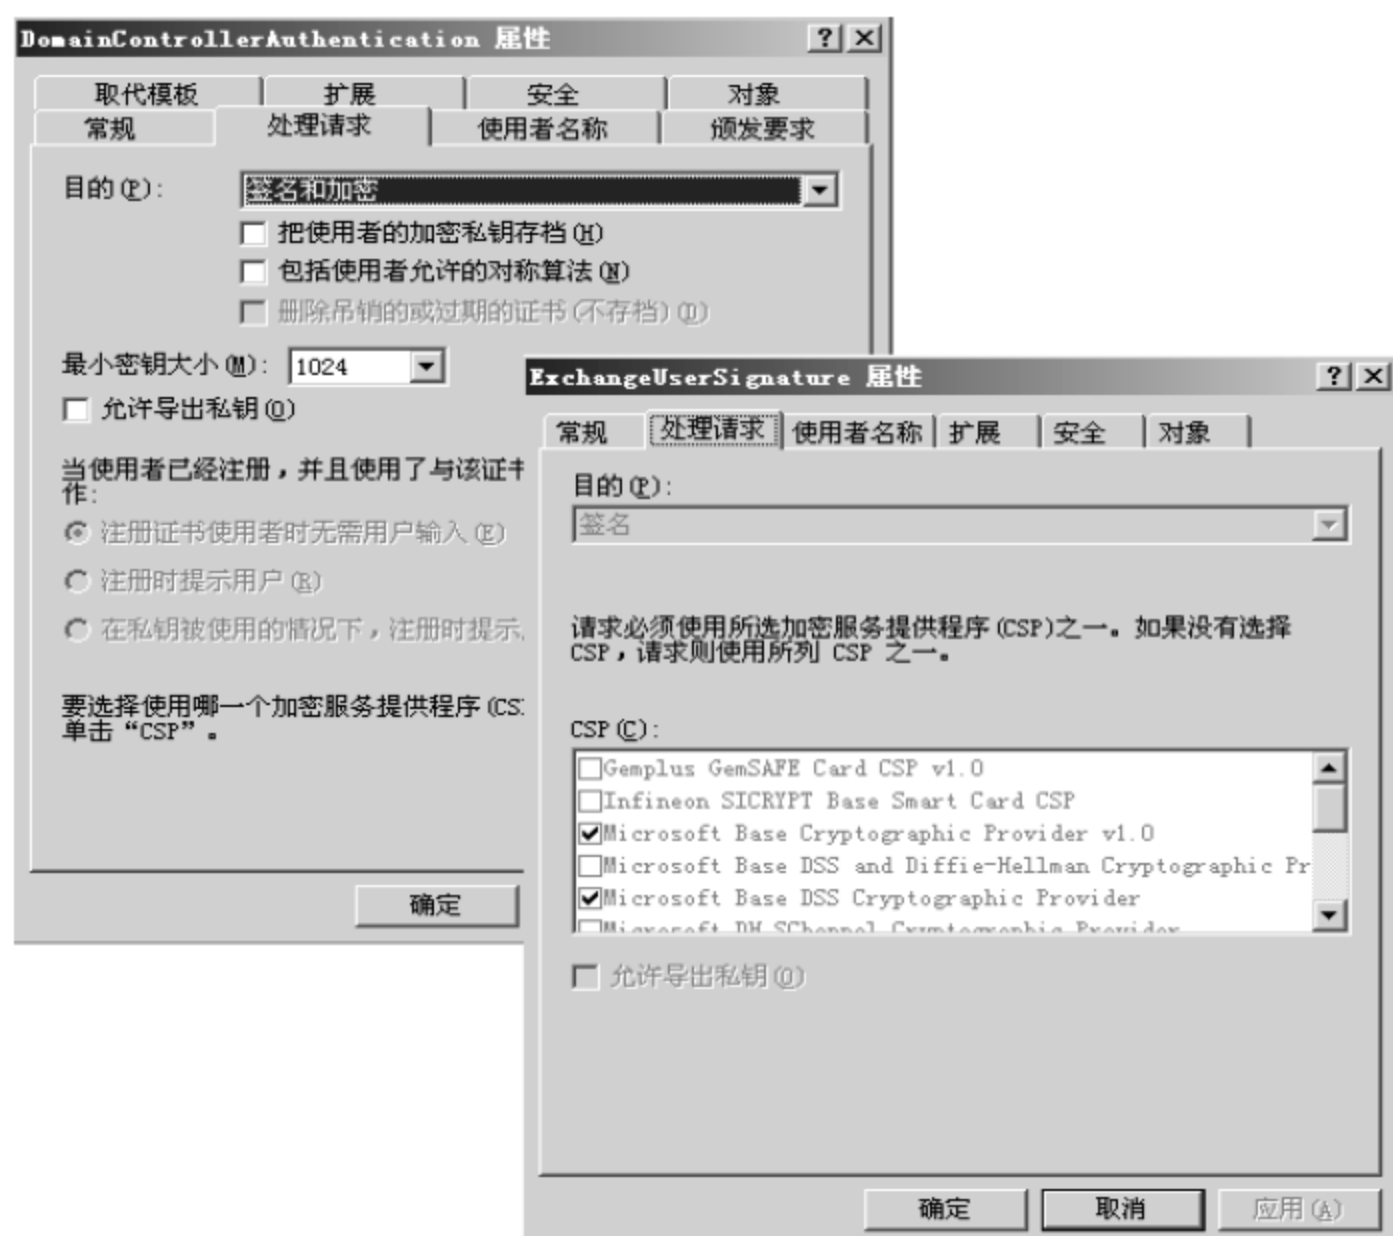 DomainControllerAuthentication 属性
取代模板 扩展 安全 对象
常规 处理请求 使用者名称 颁发要求
目的(P): 签名和加密
把使用者的加密私钥存档(H)
包括使用者允许的对称算法(N)
删除吊销的或过期的证书(不存档)(D)
最小密钥大小(M): 1024
允许导出私钥(O)
当使用者已经注册，并且使用了与该证书
作:
注册证书使用者时无需用户输入(E)
注册时提示用户(R)
在私钥被使用的情况下，注册时提示
要选择使用哪一个加密服务提供程序(CS
单击“CSP”。
确定
ExchangeUserSignature 属性
常规 处理请求 使用者名称 扩展 安全 对象
目的(P):
签名
请求必须使用所选加密服务提供程序(CSP)之一。如果没有选择
CSP，请求则使用所列 CSP 之一。
CSP(C):
Gemplus GemSAFE Card CSP v1.0
Infineon SICRYPT Base Smart Card CSP
Microsoft Base Cryptographic Provider v1.0
Microsoft Base DSS and Diffie-Hellman Cryptographic Pr
Microsoft Base DSS Cryptographic Provider
Microsoft DH SChannel Cryptographic Provider
允许导出私钥(O)
确定 取消 应用(A)